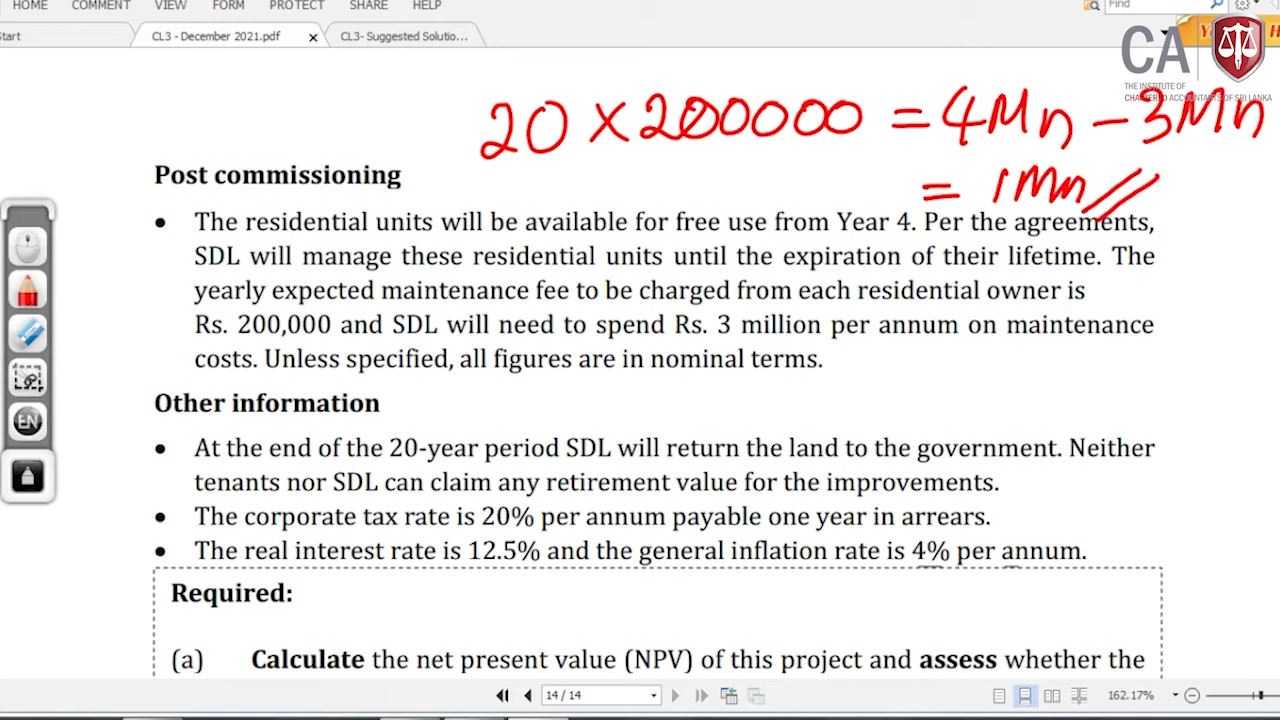 HOME COMMENT VIEW FORM PROTECT SHARE HELP
Find
Start
CL3 - December 2021.pdf x
CL3- Suggested Solutio...
CA
THE INSTITUTE OF
CHARTERED ACCOUNTANTS OF SRI LANKA
20 × 200000 = 4Mn - 3Mn
= 1Mn//
Post commissioning
• The residential units will be available for free use from Year 4. Per the agreements,
SDL will manage these residential units until the expiration of their lifetime. The
yearly expected maintenance fee to be charged from each residential owner is
Rs. 200,000 and SDL will need to spend Rs. 3 million per annum on maintenance
costs. Unless specified, all figures are in nominal terms.
Other information
• At the end of the 20-year period SDL will return the land to the government. Neither
tenants nor SDL can claim any retirement value for the improvements.
• The corporate tax rate is 20% per annum payable one year in arrears.
• The real interest rate is 12.5% and the general inflation rate is 4% per annum.
EN
Required:
(a) Calculate the net present value (NPV) of this project and assess whether the
14 / 14
162.17%